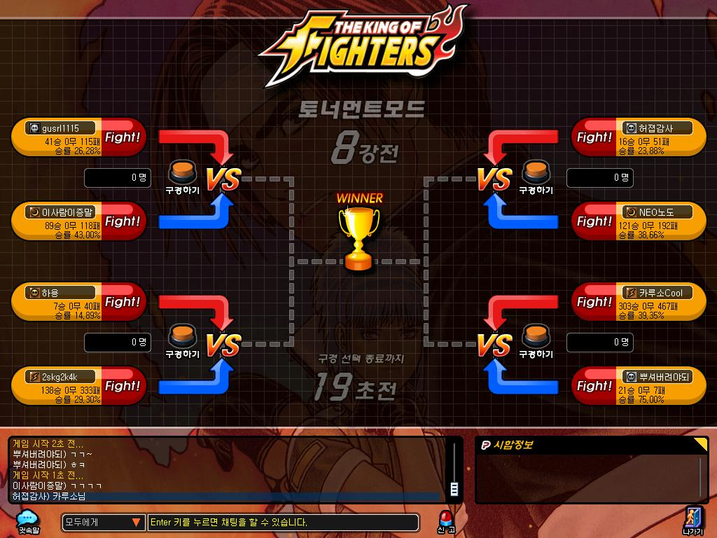 THE KING OF
FIGHTERS
토너먼트모드
8강전
gusrl1115
41승 0무 115패
승률 26,28%
Fight!
0 명
구경하기
VS
이사람이종말
89승 0무 118패
승률 43,00%
Fight!
하용
7승 0무 40패
승률 14,89%
Fight!
0 명
구경하기
VS
2skg2k4k
138승 0무 333패
승률 29,30%
Fight!
WINNER
구경 선택 종료까지
19초전
Fight!
허접감사
16승 0무 51패
승률 23,88%
VS
구경하기
0 명
Fight!
NEO노도
121승 0무 192패
승률 38,66%
Fight!
카루소Cool
303승 0무 467패
승률 39,35%
VS
구경하기
0 명
Fight!
뿌셔버려야되
21승 0무 7패
승률 75,00%
게임 시작 2초 전...
뿌셔버려야되) ㄱㄱ~
뿌셔버려야되) ㅎㅋ
게임 시작 1초 전...
이사람이종말) ㄱㄱㄱㄱ
허접감사) 카루소님
시합정보
귓속말
모두에게
Enter 키를 누르면 채팅을 할 수 있습니다.
신고
나가기